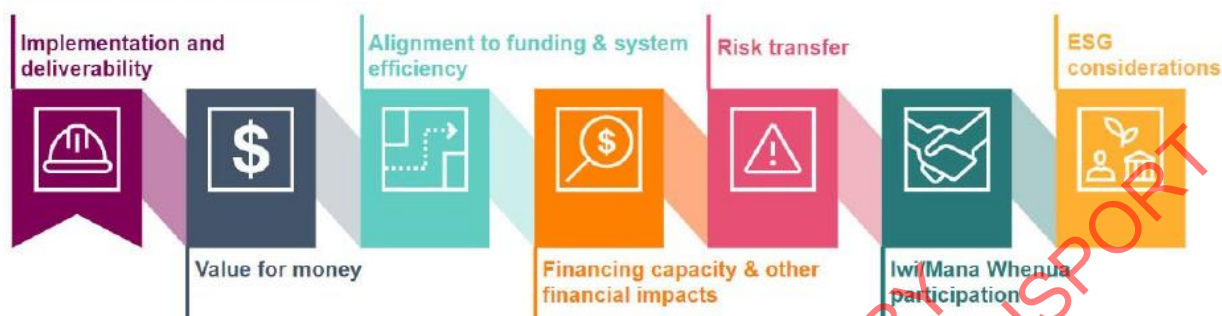 Implementation and
deliverability
Alignment to funding & system
efficiency
Risk transfer
ESG
considerations
$
$
Value for money
Financing capacity & other
financial impacts
Iwi/Mana Whenua
participation
SPORT